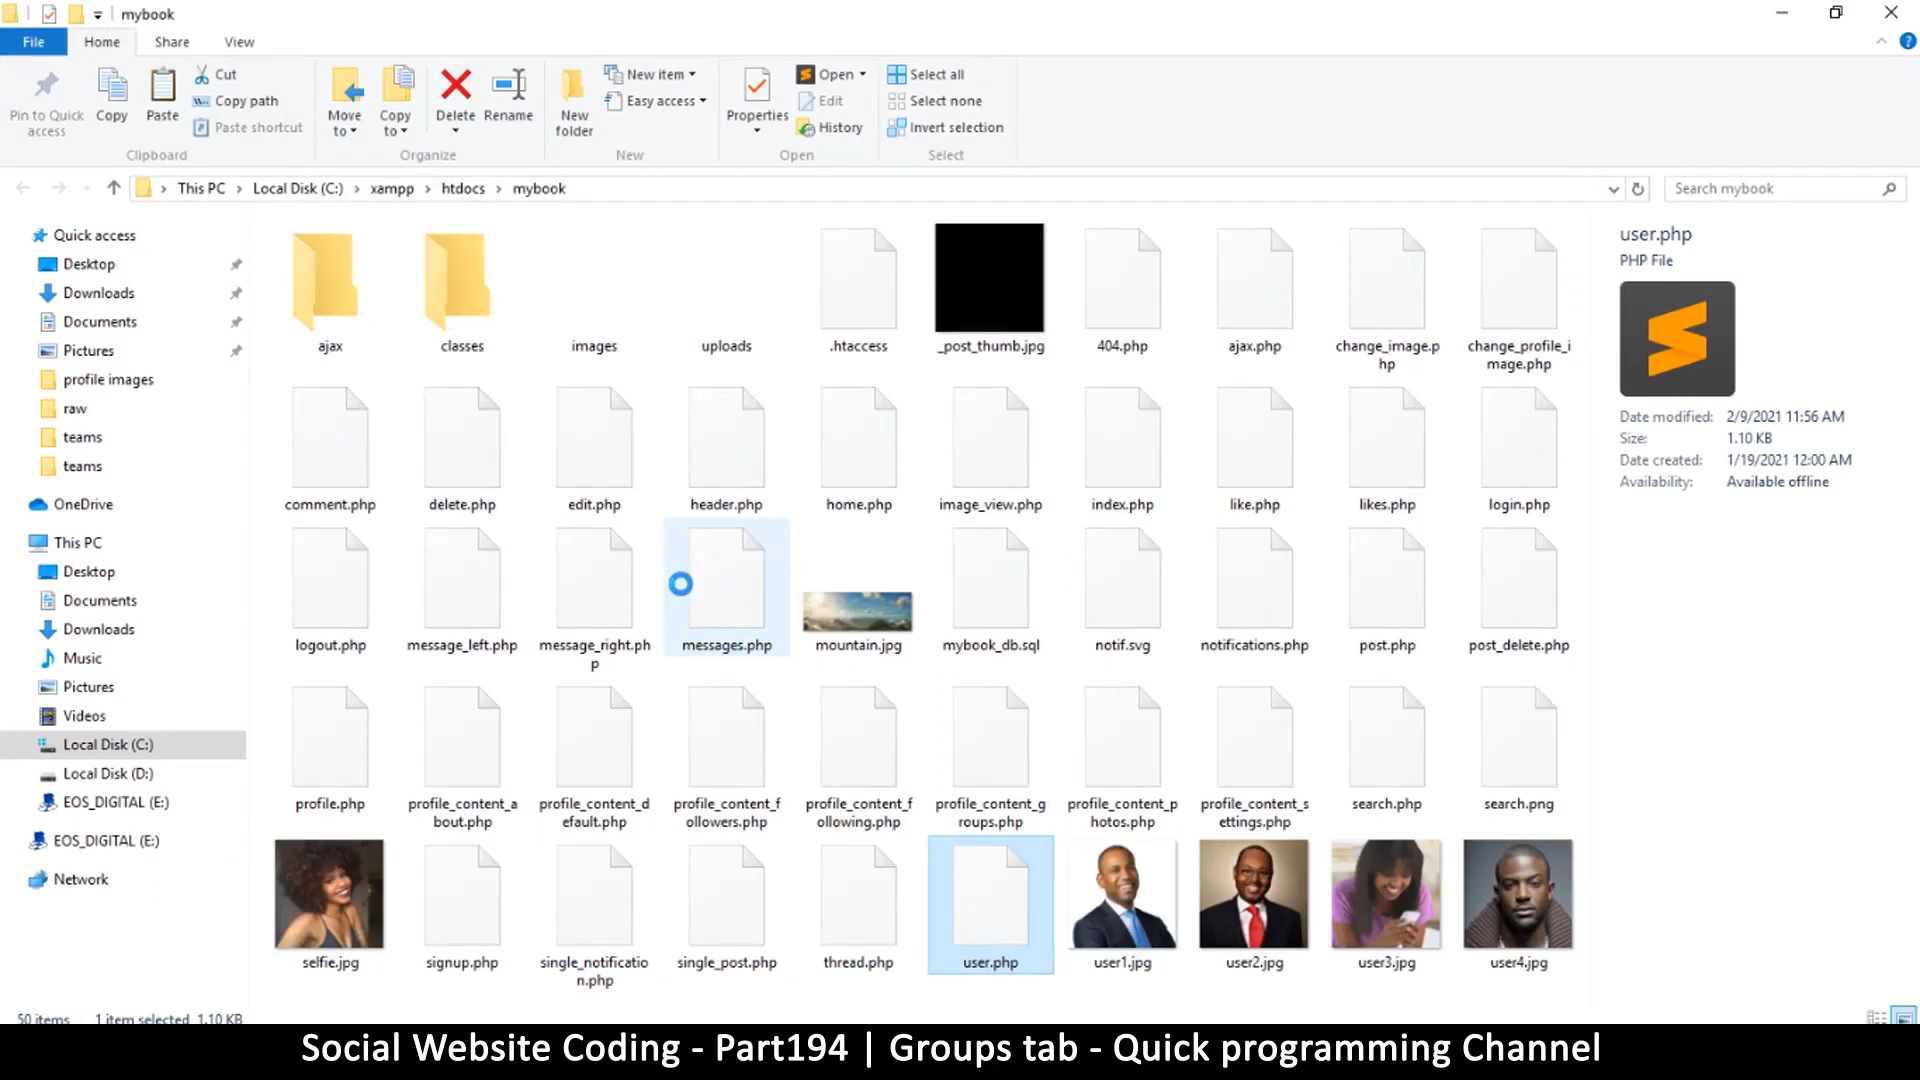 mybook
File Home Share View
Pin to Quick access
Copy
Paste
Cut
Copy path
Paste shortcut
Clipboard
Move to
Copy to
Delete
Rename
Organize
New folder
New item
Easy access
New
Properties
Open
Edit
History
Open
Select all
Select none
Invert selection
Select
This PC Local Disk (C:) xampp htdocs mybook
Search mybook
Quick access
Desktop
Downloads
Documents
Pictures
profile images
raw
teams
teams
OneDrive
This PC
Desktop
Documents
Downloads
Music
Pictures
Videos
Local Disk (C:)
Local Disk (D:)
EOS_DIGITAL (E:)
EOS_DIGITAL (E:)
Network
ajax classes images uploads .htaccess _post_thumb.jpg 404.php ajax.php change_image.p change_profile_i
hp mage.php
comment.php delete.php edit.php header.php home.php image_view.php index.php like.php likes.php login.php
logout.php message_left.php message_right.ph messages.php mountain.jpg mybook_db.sql notif.svg notifications.php post.php post_delete.php
p
profile.php profile_content_a profile_content_d profile_content_f profile_content_f profile_content_g profile_content_p profile_content_s search.php search.png
bout.php efault.php ollowers.php ollowing.php roups.php hotos.php ettings.php
selfie.jpg signup.php single_notificatio single_post.php thread.php user.php user1.jpg user2.jpg user3.jpg user4.jpg
n.php
user.php
PHP File
Date modified: 2/9/2021 11:56 AM
Size: 1.10 KB
Date created: 1/19/2021 12:00 AM
Availability: Available offline
50 items 1 item selected 1.10 KB
Social Website Coding - Part194 | Groups tab - Quick programming Channel